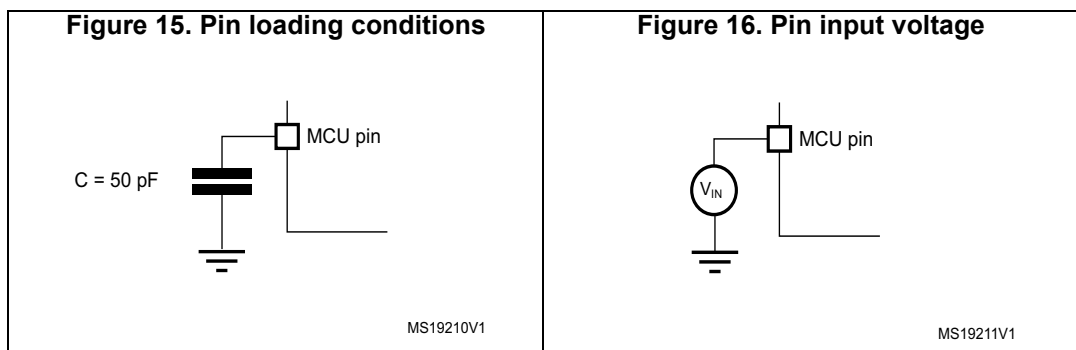 Figure 15. Pin loading conditions
MCU pin
C = 50 pF
MS19210V1
Figure 16. Pin input voltage
MCU pin
VIN
MS19211V1